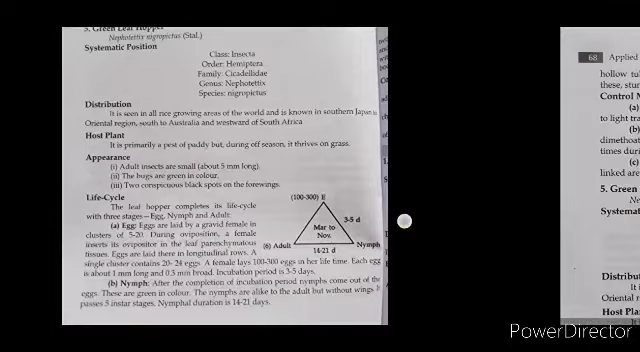 5. Green Leaf Hopper
Nephotettix nigropictus (Stal.)
Systematic Position
Class: Insecta
Order: Hemiptera
Family: Cicadellidae
Genus: Nephotettix
Species: nigropictus
Distribution
It is seen in all rice growing areas of the world and is known in southern Japan in
Oriental region, south to Australia and westward of South Africa
Host Plant
It is primarily a pest of paddy but, during off season, it thrives on grass.
Appearance
(i) Adult insects are small (about 5 mm long).
(ii) The bugs are green in colour.
(iii) Two conspicuous black spots on the forewings.
Life-Cycle
The leaf hopper completes its life-cycle
with three stages—Egg, Nymph and Adult:
(a) Egg: Eggs are laid by a gravid female in
clusters of 5-20. During oviposition, a female
inserts its ovipositor in the leaf parenchymatous
tissues. Eggs are laid there in longitudinal rows. A
single cluster contains 20- 24 eggs. A female lays 100-300 eggs in her life time. Each egg
is about 1 mm long and 0.3 mm broad. Incubation period is 3-5 days.
(b) Nymph: After the completion of incubation period nymphs come out of the
eggs. These are green in colour. The nymphs are alike to the adult but without wings. It
passes 5 instar stages. Nymphal duration is 14-21 days.
(100-300) E
3-5 d
Mar to
Nov.
(6) Adult
Nymph
14-21 d
68 Applied
hollow tu
these, stur
Control M
(a)
to light tra
(b)
dimethoat
times duri
(c)
linked are
5. Green
Ne
Systemat
Distribut
It i
Oriental r
Host Pla
It i
PowerDirector